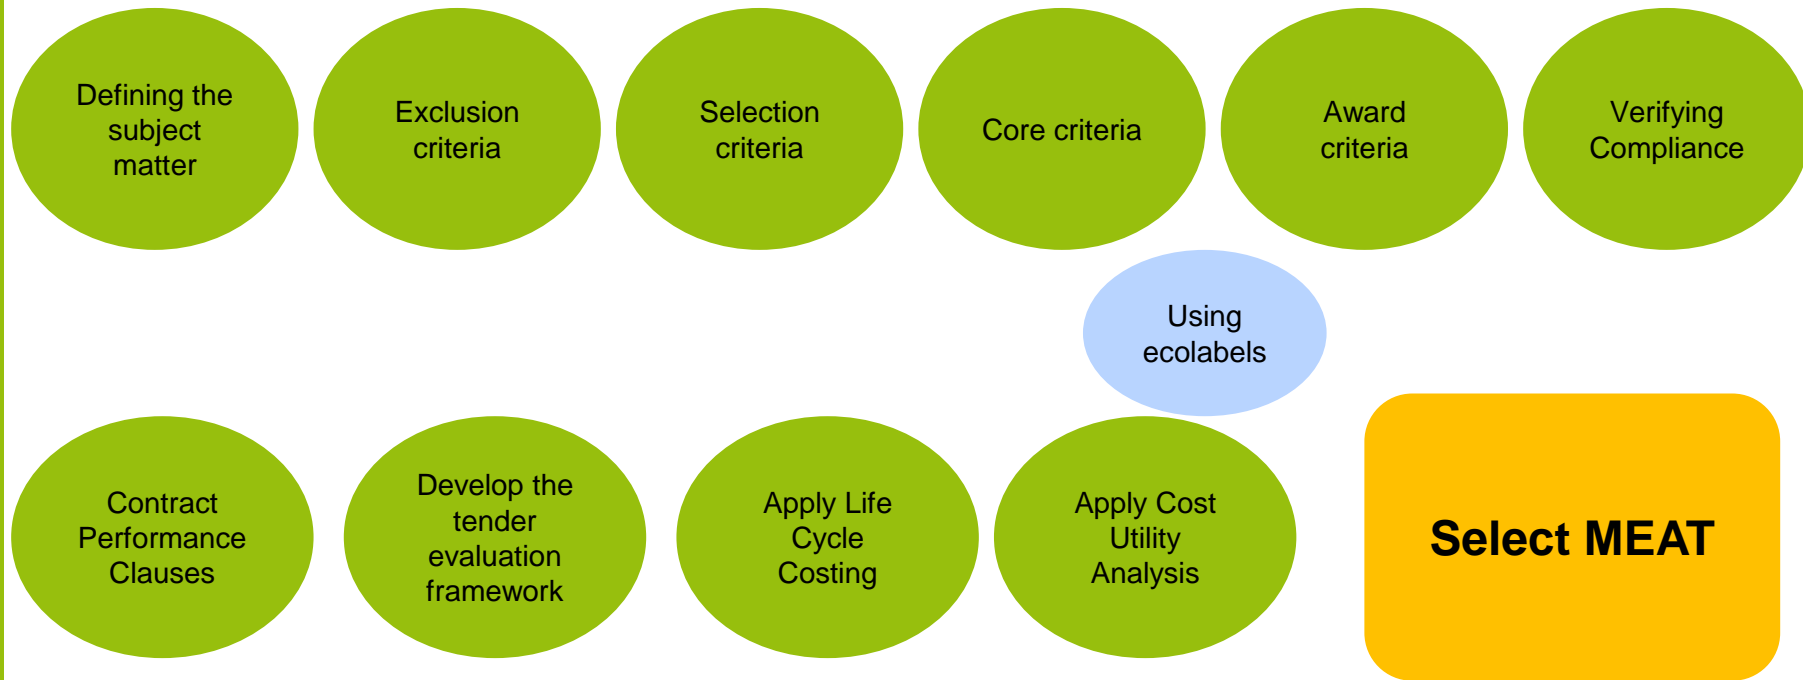 Defining the
subject
matter
Exclusion
criteria
Selection
criteria
Core criteria
Award
criteria
Verifying
Compliance
Using
ecolabels
Contract
Performance
Clauses
Develop the
tender
evaluation
framework
Apply Life
Cycle
Costing
Apply Cost
Utility
Analysis
Select MEAT